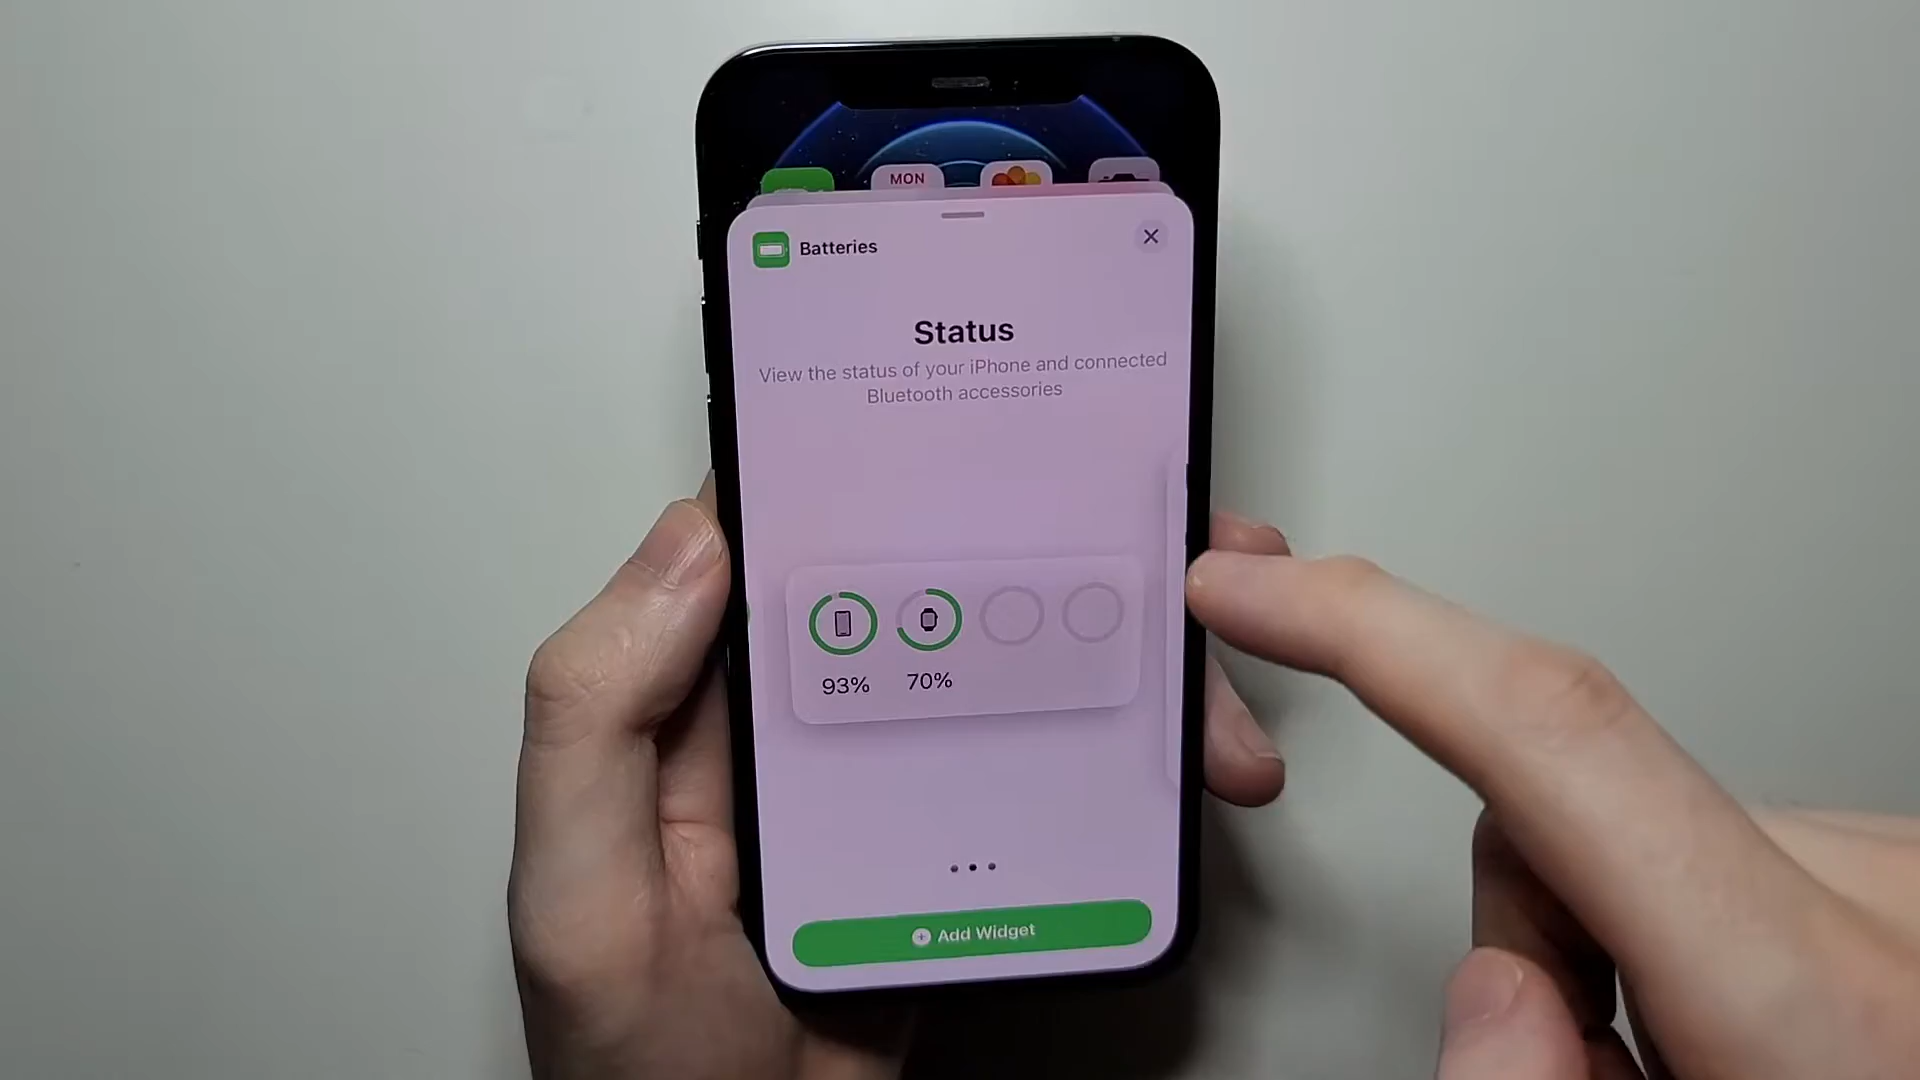 MON
Batteries
Status
View the status of your iPhone and connected
Bluetooth accessories
93% 70%
Add Widget